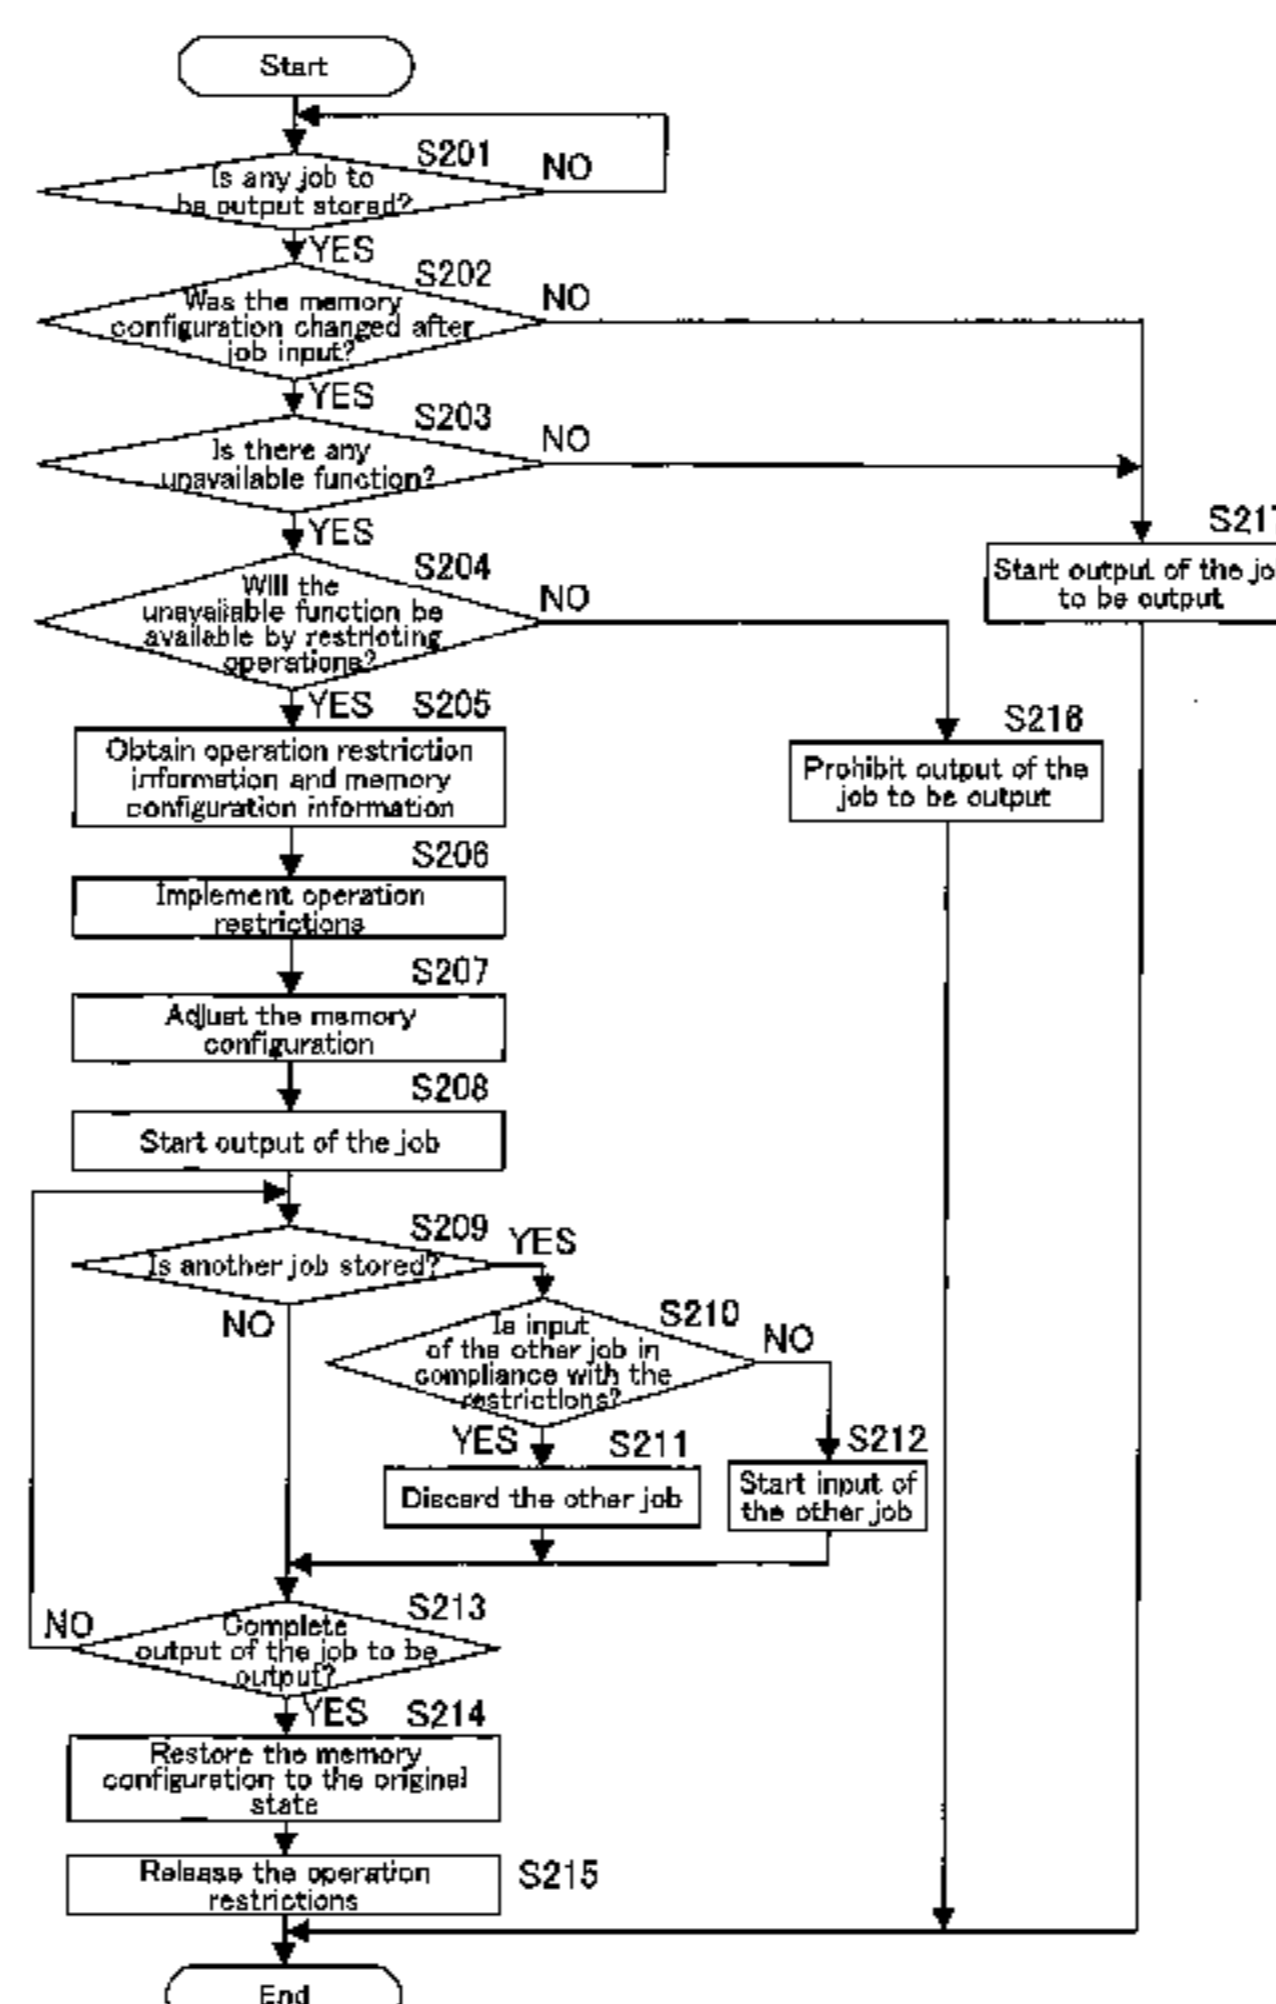 Start
S201
Is any job to
be output stored?
NO
YES
S202
Was the memory
configuration changed after
job input?
NO
YES
S203
Is there any
unavailable function?
NO
YES
S204
Will the
unavailable function be
available by restricting
operations?
NO
YES
S217
Start output of the jo
to be output
S205
Obtain operation restriction
information and memory
configuration information
S216
Prohibit output of the
job to be output
S206
Implement operation
restrictions
S207
Adjust the memory
configuration
S208
Start output of the job
S209
Is another job stored?
YES
NO
S210
Is input
of the other job in
compliance with the
restrictions?
NO
YES
S211
Discard the other job
S212
Start input of
the other job
S213
Complete
output of the job to be
output?
NO
YES
S214
Restore the memory
configuration to the original
state
S215
Release the operation
restrictions
End